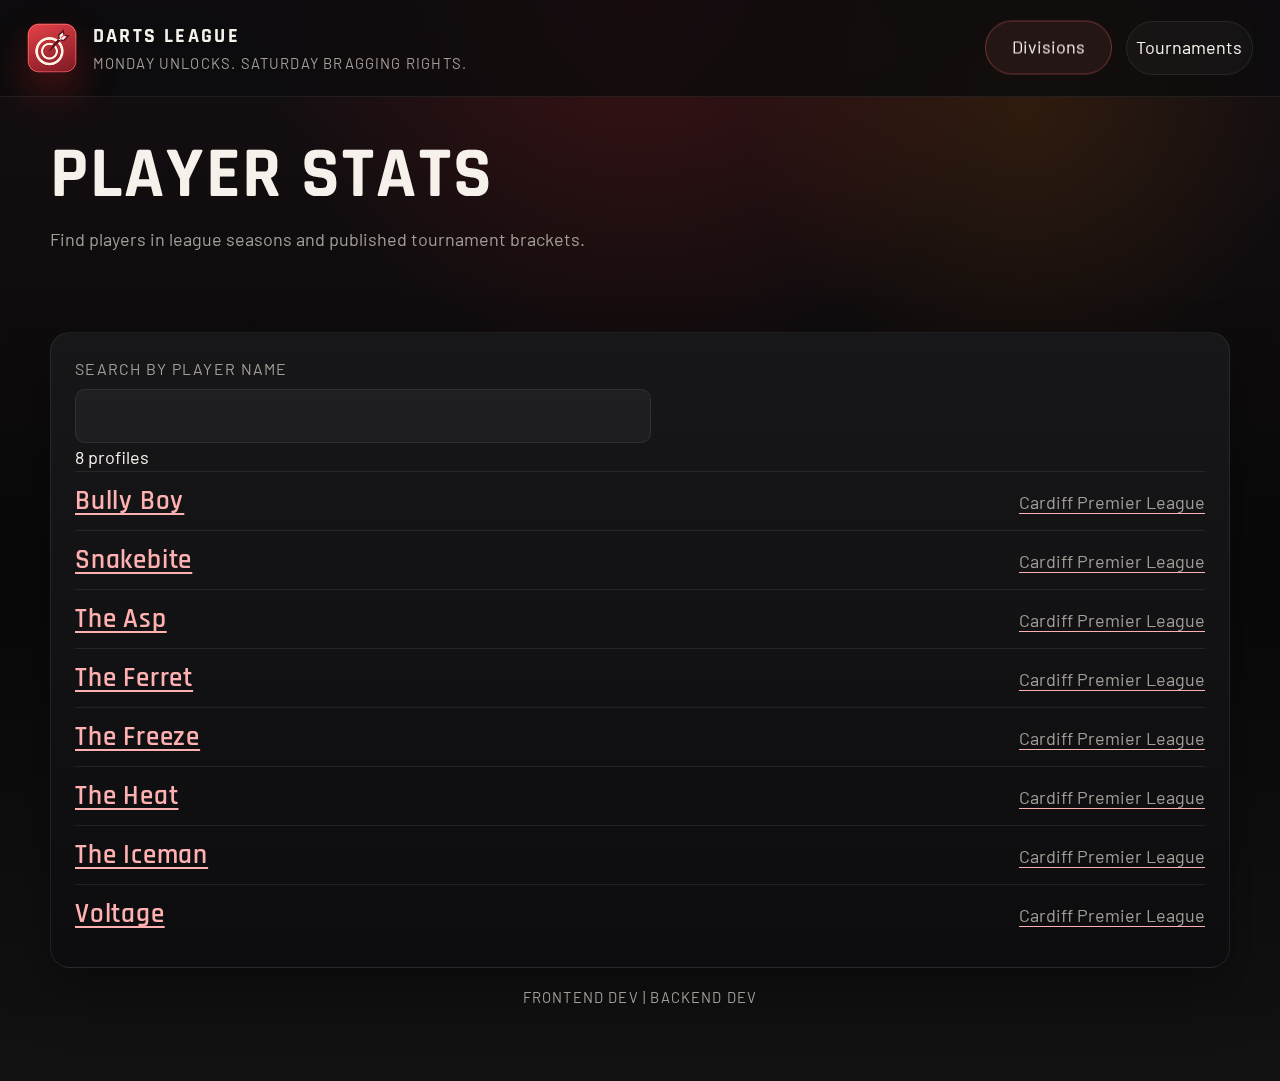 DARTS LEAGUE
MONDAY UNLOCKS. SATURDAY BRAGGING RIGHTS.
Divisions
Tournaments
PLAYER STATS
Find players in league seasons and published tournament brackets.
SEARCH BY PLAYER NAME
8 profiles
Bully Boy Cardiff Premier League
Snakebite Cardiff Premier League
The Asp Cardiff Premier League
The Ferret Cardiff Premier League
The Freeze Cardiff Premier League
The Heat Cardiff Premier League
The Iceman Cardiff Premier League
Voltage Cardiff Premier League
FRONTEND DEV | BACKEND DEV